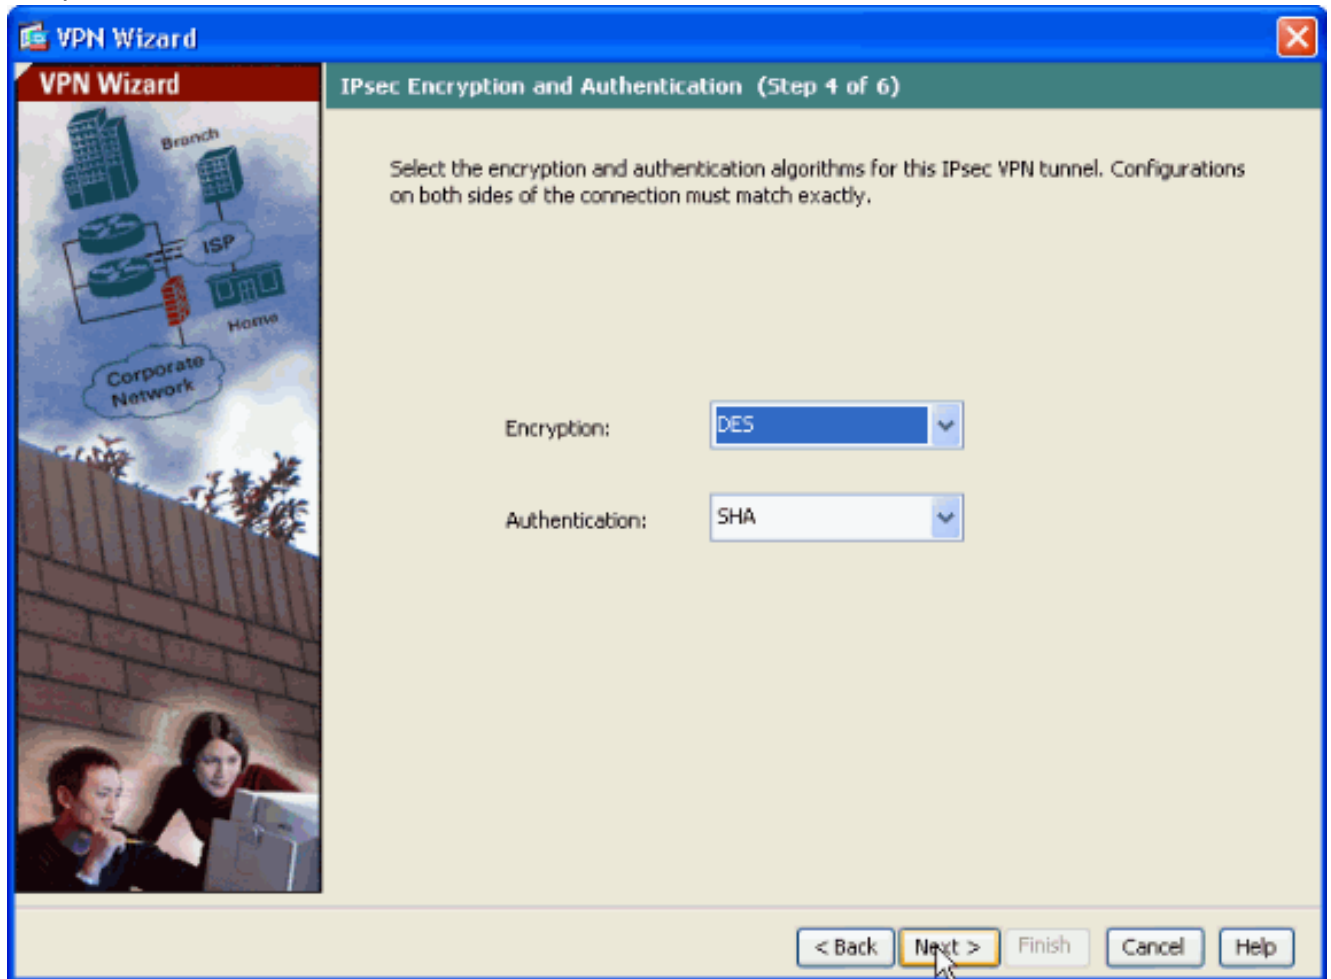 VPN Wizard
VPN Wizard
IPsec Encryption and Authentication (Step 4 of 6)
Branch
ISP
Home
Corporate
Network
Select the encryption and authentication algorithms for this IPsec VPN tunnel. Configurations
on both sides of the connection must match exactly.
Encryption: DES
Authentication: SHA
< Back Next > Finish Cancel Help